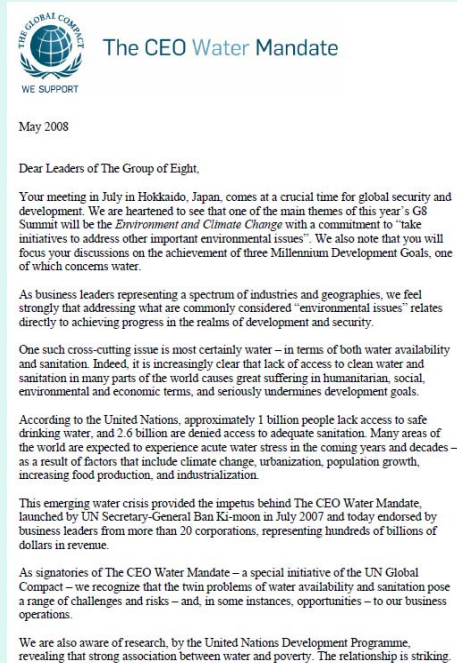 THE GLOBAL COMPACT
WE SUPPORT
The CEO Water Mandate
May 2008
Dear Leaders of The Group of Eight,
Your meeting in July in Hokkaido, Japan, comes at a crucial time for global security and
development. We are heartened to see that one of the main themes of this year's G8
Summit will be the Environment and Climate Change with a commitment to “take
initiatives to address other important environmental issues”. We also note that you will
focus your discussions on the achievement of three Millennium Development Goals, one
of which concerns water.
As business leaders representing a spectrum of industries and geographies, we feel
strongly that addressing what are commonly considered “environmental issues” relates
directly to achieving progress in the realms of development and security.
One such cross-cutting issue is most certainly water – in terms of both water availability
and sanitation. Indeed, it is increasingly clear that lack of access to clean water and
sanitation in many parts of the world causes great suffering in humanitarian, social,
environmental and economic terms, and seriously undermines development goals.
According to the United Nations, approximately 1 billion people lack access to safe
drinking water, and 2.6 billion are denied access to adequate sanitation. Many areas of
the world are expected to experience acute water stress in the coming years and decades –
as a result of factors that include climate change, urbanization, population growth,
increasing food production, and industrialization.
This emerging water crisis provided the impetus behind The CEO Water Mandate,
launched by UN Secretary-General Ban Ki-moon in July 2007 and today endorsed by
business leaders from more than 20 corporations, representing hundreds of billions of
dollars in revenue.
As signatories of The CEO Water Mandate – a special initiative of the UN Global
Compact – we recognize that the twin problems of water availability and sanitation pose
a range of challenges and risks – and, in some instances, opportunities – to our business
operations.
We are also aware of research, by the United Nations Development Programme,
revealing that strong association between water and poverty. The relationship is striking.